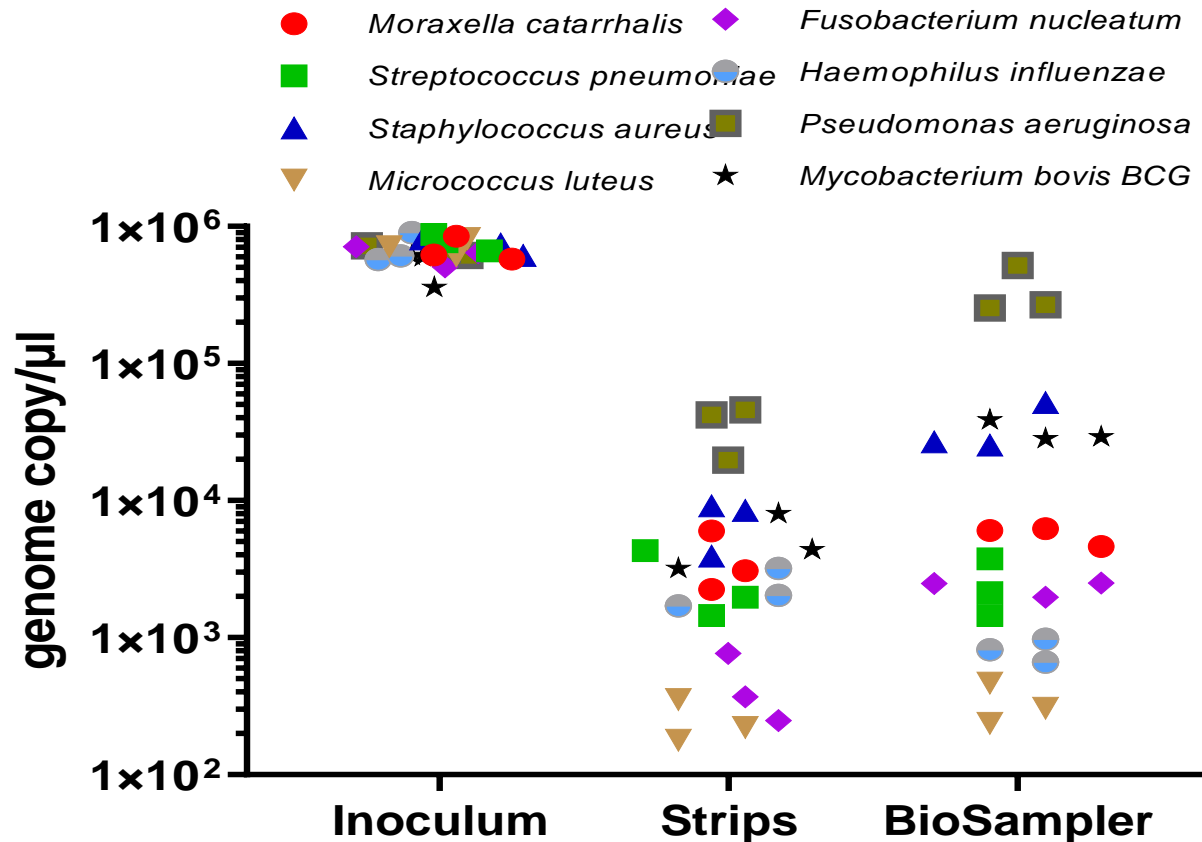 Moraxella catarrhalis
Streptococcus pneumoniae
Staphylococcus aureus
Micrococcus luteus
Fusobacterium nucleatum
Haemophilus influenzae
Pseudomonas aeruginosa
Mycobacterium bovis BCG
genome copy/µl
1×10⁶
1×10⁵
1×10⁴
1×10³
1×10²
Inoculum Strips BioSampler